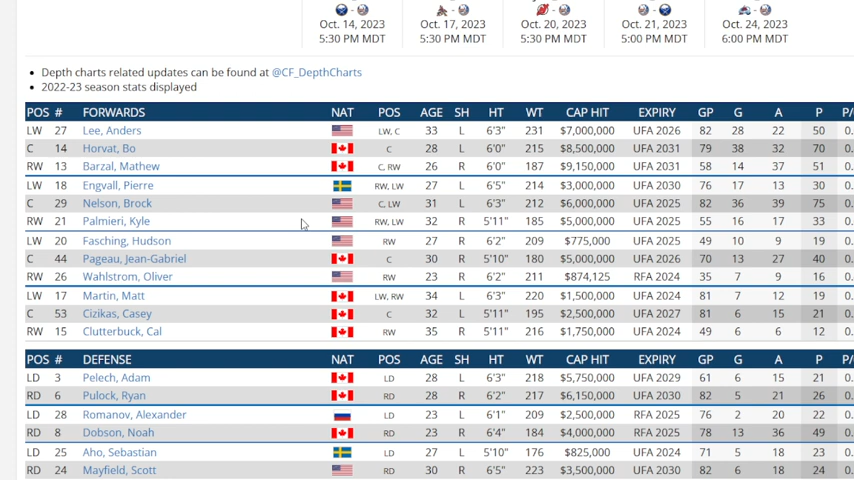 Oct. 14, 2023 Oct. 17, 2023 Oct. 20, 2023 Oct. 21, 2023 Oct. 24, 2023
5:30 PM MDT 5:30 PM MDT 5:30 PM MDT 5:00 PM MDT 6:00 PM MDT
• Depth charts related updates can be found at @CF_DepthCharts
• 2022-23 season stats displayed
POS # FORWARDS NAT POS AGE SH HT WT CAP HIT EXPIRY GP G A P P/
LW 27 Lee, Anders LW, C 33 L 6'3" 231 $7,000,000 UFA 2026 82 28 22 50 0.
C 14 Horvat, Bo C 28 L 6'0" 215 $8,500,000 UFA 2031 79 38 32 70 0.
RW 13 Barzal, Mathew C, RW 26 R 6'0" 187 $9,150,000 UFA 2031 58 14 37 51 0.
LW 18 Engvall, Pierre RW, LW 27 L 6'5" 214 $3,000,000 UFA 2030 76 17 13 30 0.
C 29 Nelson, Brock C, LW 31 L 6'3" 212 $6,000,000 UFA 2025 82 36 39 75 0.
RW 21 Palmieri, Kyle RW, LW 32 R 5'11" 185 $5,000,000 UFA 2025 55 16 17 33 0.
LW 20 Fasching, Hudson RW 27 R 6'2" 209 $775,000 UFA 2025 49 10 9 19 0.
C 44 Pageau, Jean-Gabriel C 30 R 5'10" 180 $5,000,000 UFA 2026 70 13 27 40 0.
RW 26 Wahlstrom, Oliver RW 23 R 6'2" 211 $874,125 RFA 2024 35 7 9 16 0.
LW 17 Martin, Matt LW, RW 34 L 6'3" 220 $1,500,000 UFA 2024 81 7 12 19 0.
C 53 Cizikas, Casey C 32 L 5'11" 195 $2,500,000 UFA 2027 81 6 15 21 0.
RW 15 Clutterbuck, Cal RW 35 R 5'11" 216 $1,750,000 UFA 2024 49 6 6 12 0.
POS # DEFENSE NAT POS AGE SH HT WT CAP HIT EXPIRY GP G A P P/
LD 3 Pelech, Adam LD 28 L 6'3" 218 $5,750,000 UFA 2029 61 6 15 21 0.
RD 6 Pulock, Ryan RD 28 R 6'2" 217 $6,150,000 UFA 2030 82 5 21 26 0.
LD 28 Romanov, Alexander LD 23 L 6'1" 209 $2,500,000 RFA 2025 76 2 20 22 0.
RD 8 Dobson, Noah RD 23 R 6'4" 184 $4,000,000 RFA 2025 78 13 36 49 0.
LD 25 Aho, Sebastian LD 27 L 5'10" 176 $825,000 UFA 2024 71 5 18 23 0.
RD 24 Mayfield, Scott RD 30 R 6'5" 223 $3,500,000 UFA 2030 82 6 18 24 0.